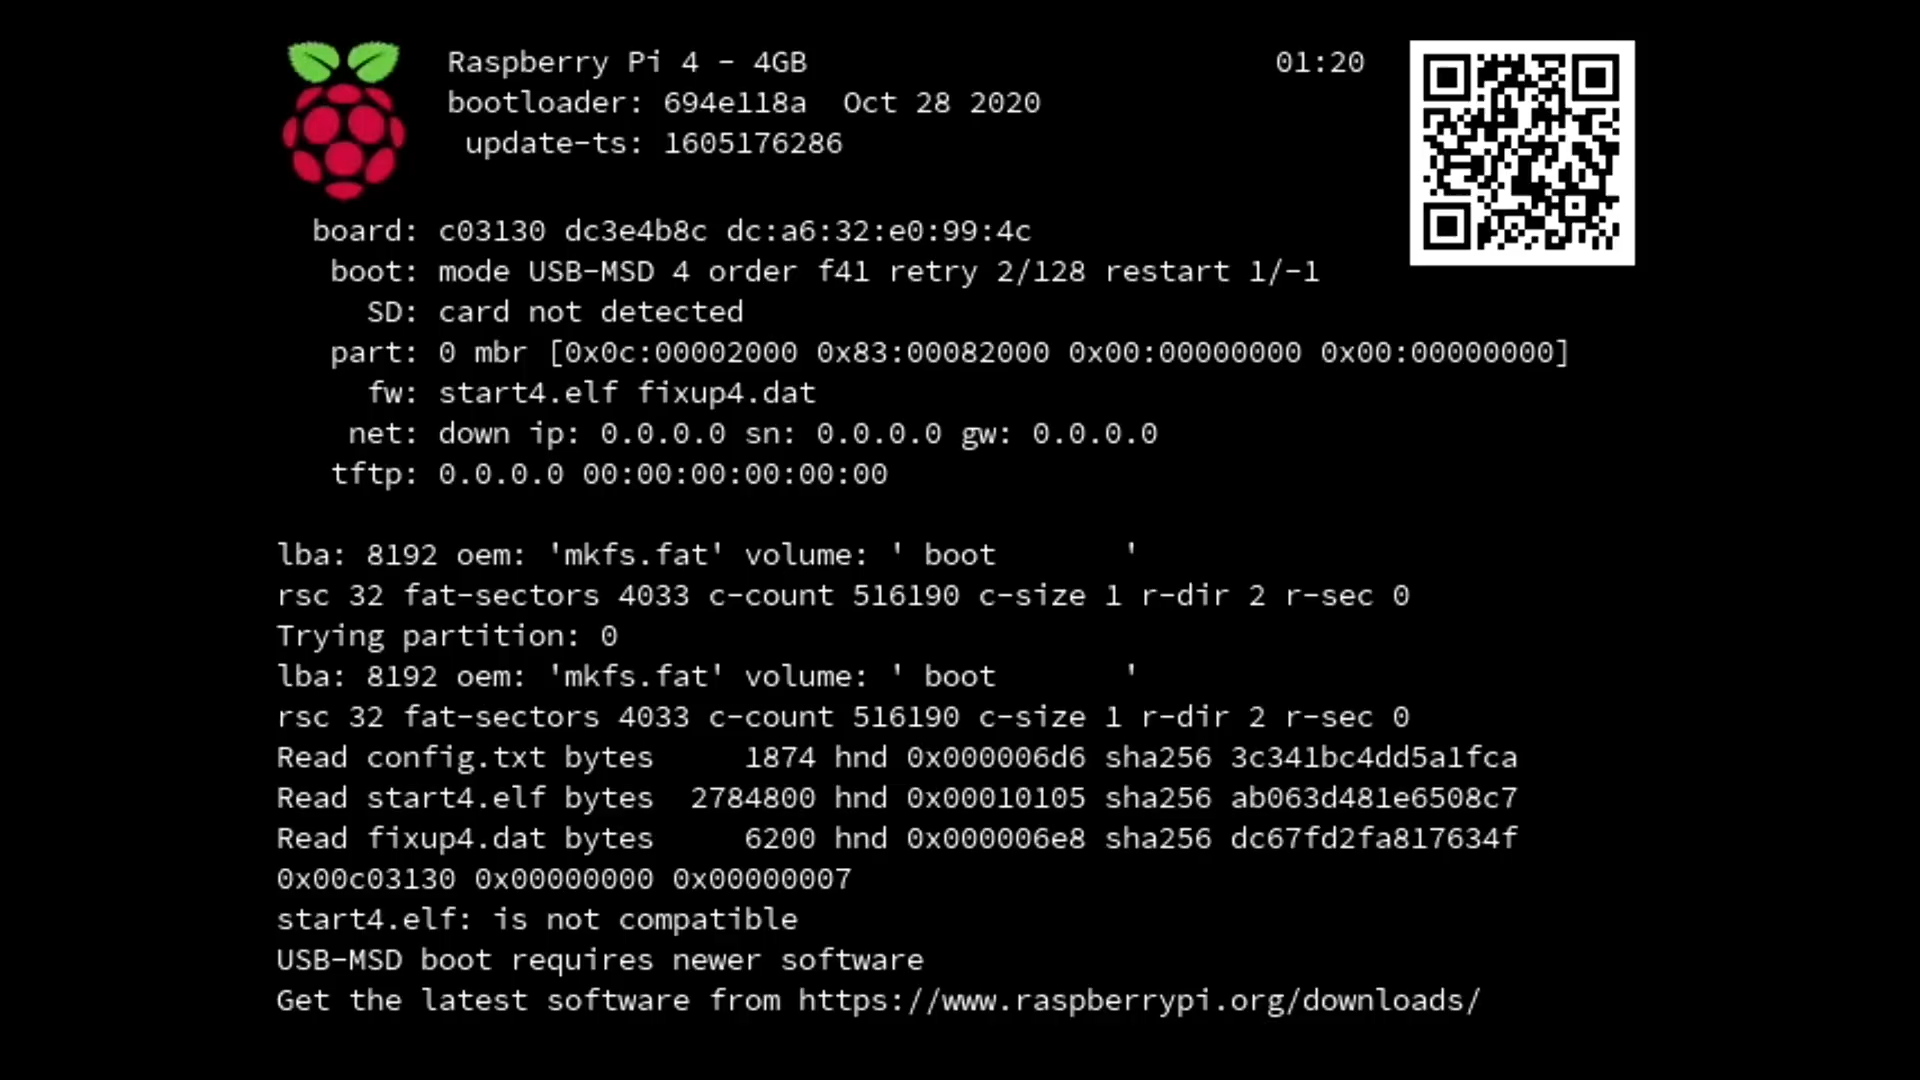 Raspberry Pi 4 - 4GB 01:20
bootloader: 694e118a Oct 28 2020
update-ts: 1605176286
board: c03130 dc3e4b8c dc:a6:32:e0:99:4c
boot: mode USB-MSD 4 order f41 retry 2/128 restart 1/-1
SD: card not detected
part: 0 mbr [0x0c:00002000 0x83:00082000 0x00:00000000 0x00:00000000]
fw: start4.elf fixup4.dat
net: down ip: 0.0.0.0 sn: 0.0.0.0 gw: 0.0.0.0
tftp: 0.0.0.0 00:00:00:00:00:00
lba: 8192 oem: 'mkfs.fat' volume: ' boot       '
rsc 32 fat-sectors 4033 c-count 516190 c-size 1 r-dir 2 r-sec 0
Trying partition: 0
lba: 8192 oem: 'mkfs.fat' volume: ' boot       '
rsc 32 fat-sectors 4033 c-count 516190 c-size 1 r-dir 2 r-sec 0
Read config.txt bytes     1874 hnd 0x000006d6 sha256 3c341bc4dd5a1fca
Read start4.elf bytes  2784800 hnd 0x00010105 sha256 ab063d481e6508c7
Read fixup4.dat bytes     6200 hnd 0x000006e8 sha256 dc67fd2fa817634f
0x00c03130 0x00000000 0x00000007
start4.elf: is not compatible
USB-MSD boot requires newer software
Get the latest software from https://www.raspberrypi.org/downloads/